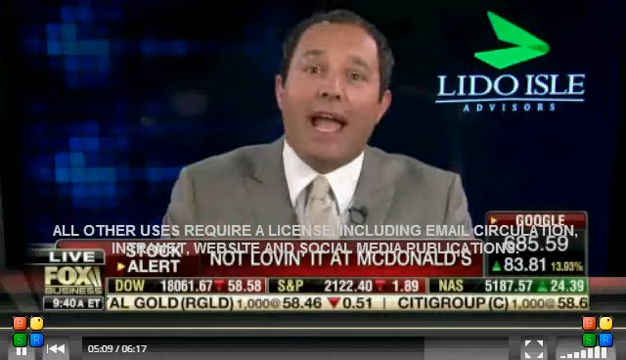 LIDO ISLE
ADVISORS
ALL OTHER USES REQUIRE A LICENSE, INCLUDING EMAIL CIRCULATION,
INTRANET, WEBSITE AND SOCIAL MEDIA PUBLICATIONS.
GOOGLE
685.59
83.81 13.93%
LIVE
FOX
BUSINESS
9:40A ET
STOCK
ALERT
NOT LOVIN' IT AT MCDONALD'S
DOW 18061.67 58.58 S&P 2122.40 1.89 NAS 5187.57 24.39
YAL GOLD (RGLD) 1,000@58.46 0.51 CITIGROUP (C) 1,000@58.6
B
S R
B
S R
05:09 / 06:17